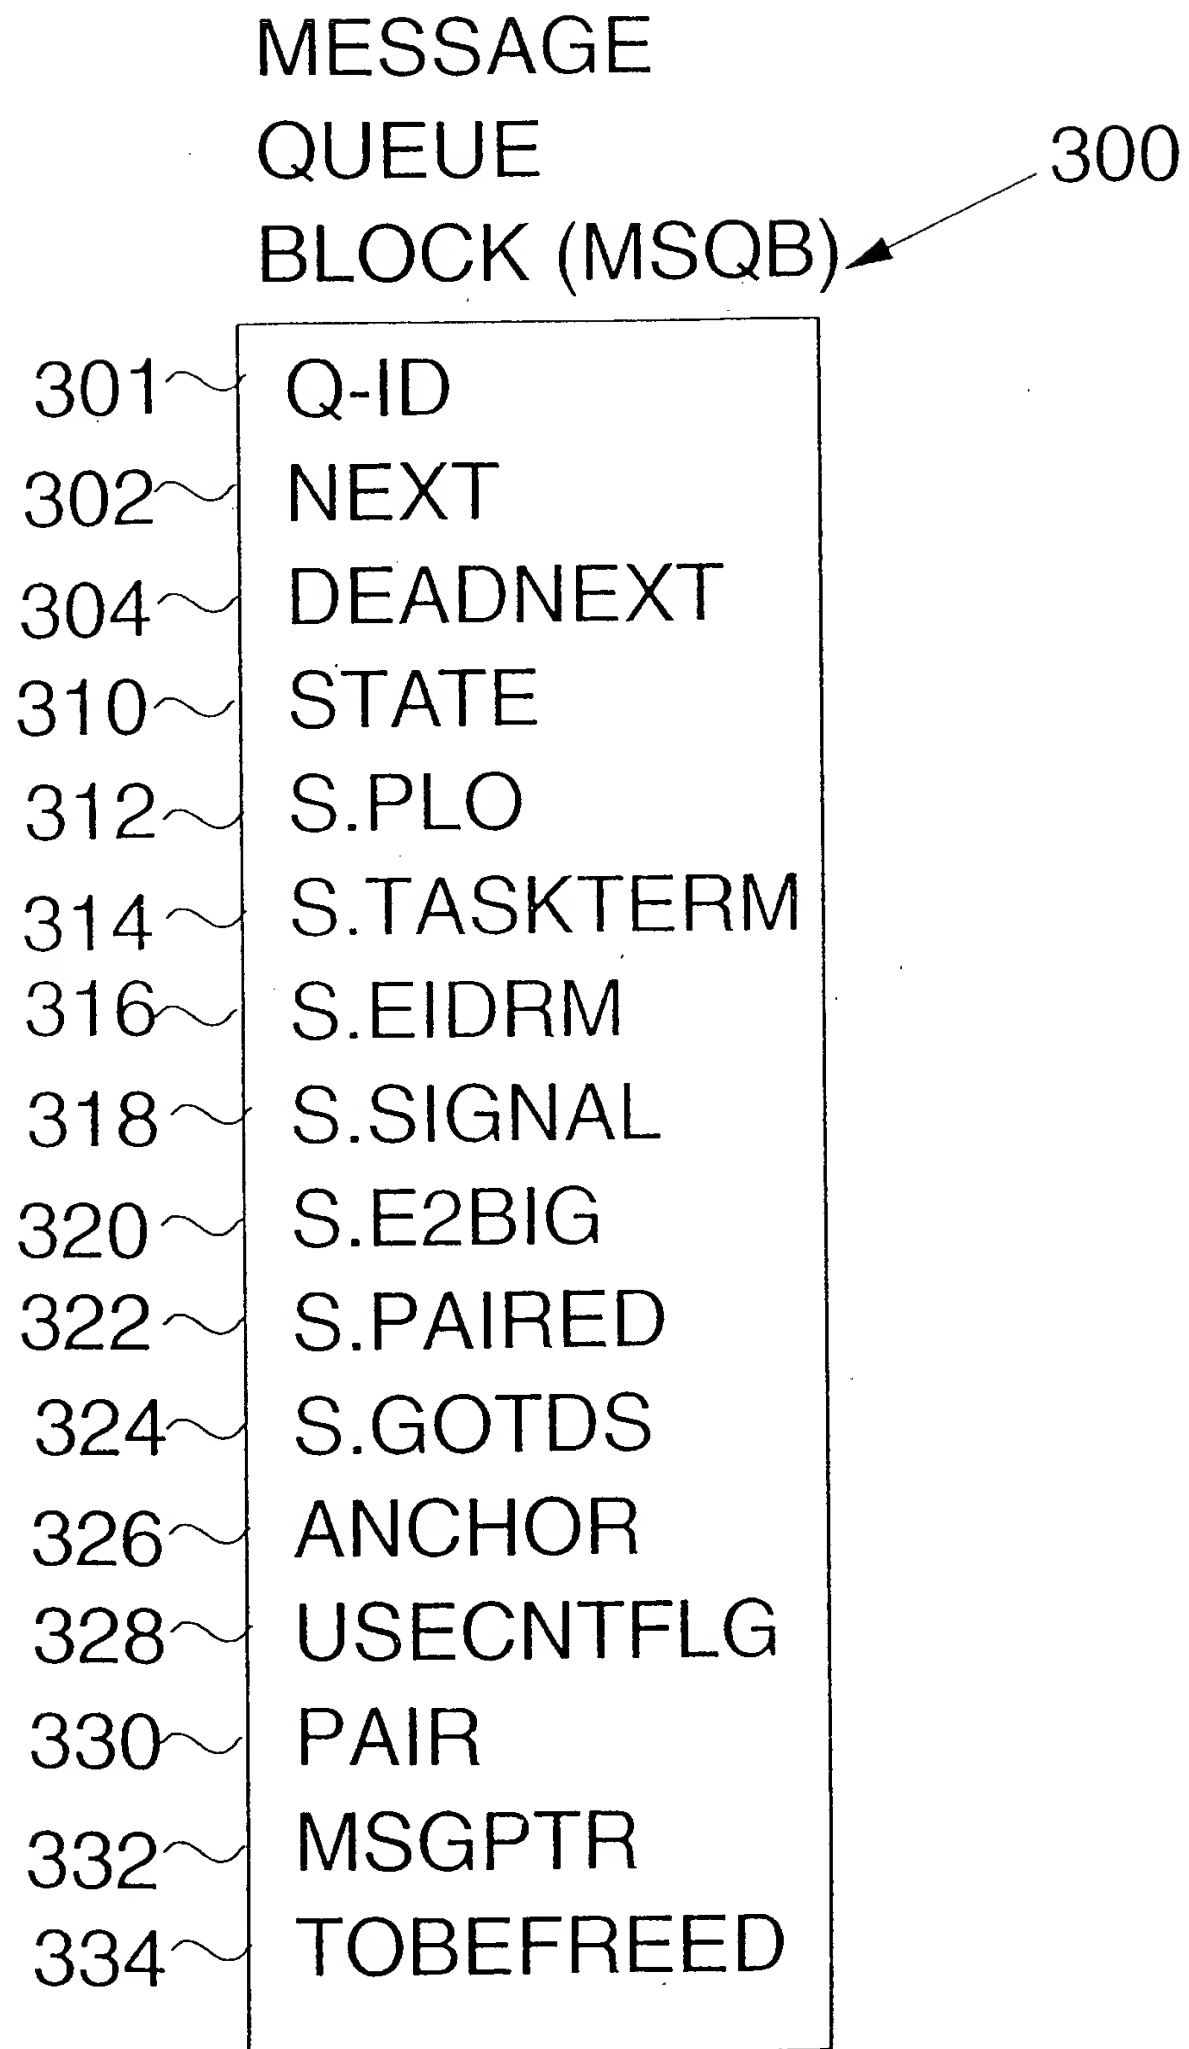 MESSAGE
QUEUE
300
BLOCK (MSQB)
301 Q-ID
302 NEXT
304 DEADNEXT
310 STATE
312 S.PLO
314 S.TASKTERM
316 S.EIDRM
318 S.SIGNAL
320 S.E2BIG
322 S.PAIRED
324 S.GOTDS
326 ANCHOR
328 USECNTFLG
330 PAIR
332 MSGPTR
334 TOBEFREED